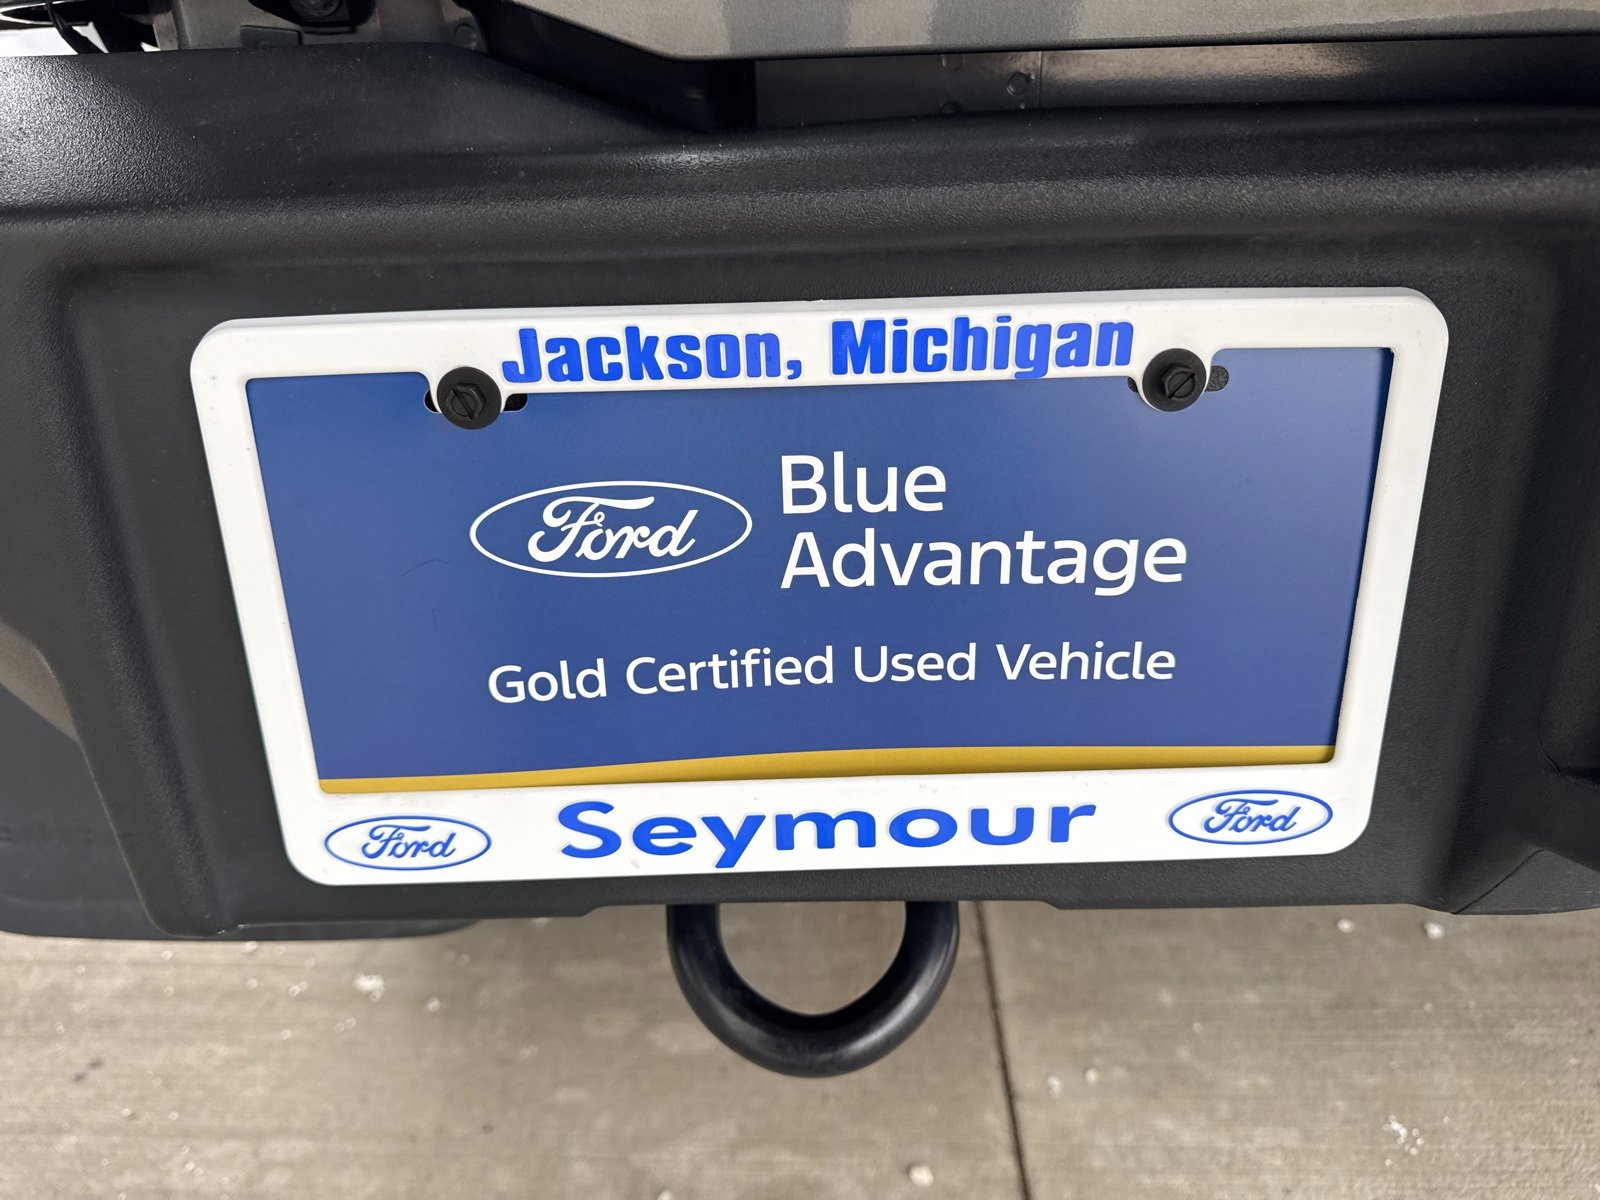 Jackson, Michigan
Ford
Blue
Advantage
Gold Certified Used Vehicle
Ford Seymour Ford